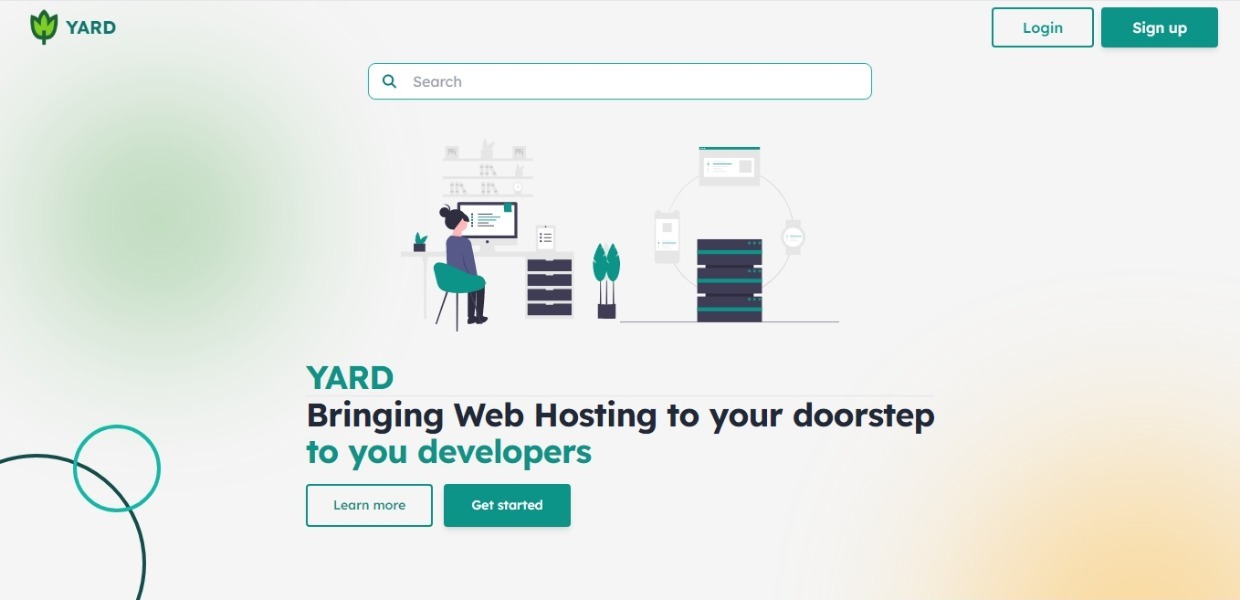 YARD
Login
Sign up
Search
YARD
Bringing Web Hosting to your doorstep
to you developers
Learn more
Get started